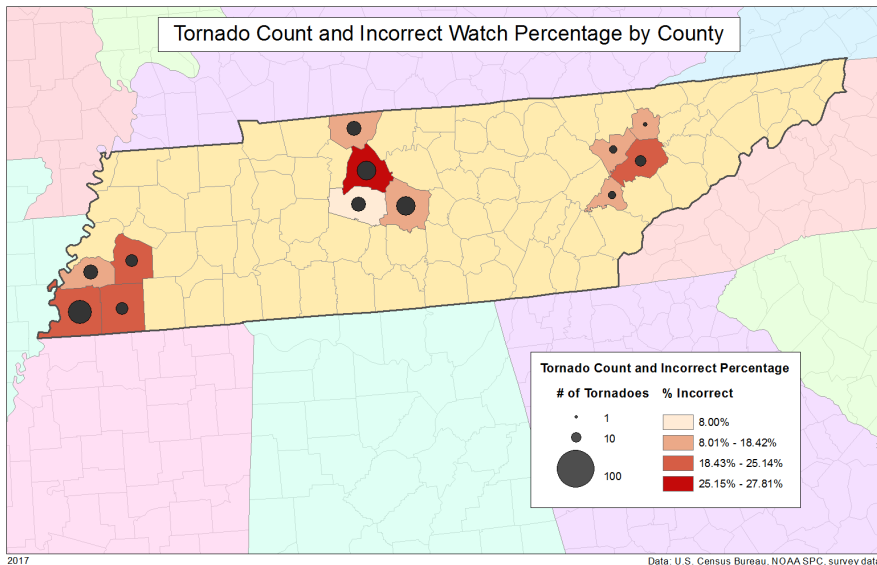 Tornado Count and Incorrect Watch Percentage by County
Tornado Count and Incorrect Percentage
# of Tornadoes % Incorrect
1
10
100
8.00%
8.01% - 18.42%
18.43% - 25.14%
25.15% - 27.81%
2017
Data: U.S. Census Bureau, NOAA SPC, survey data